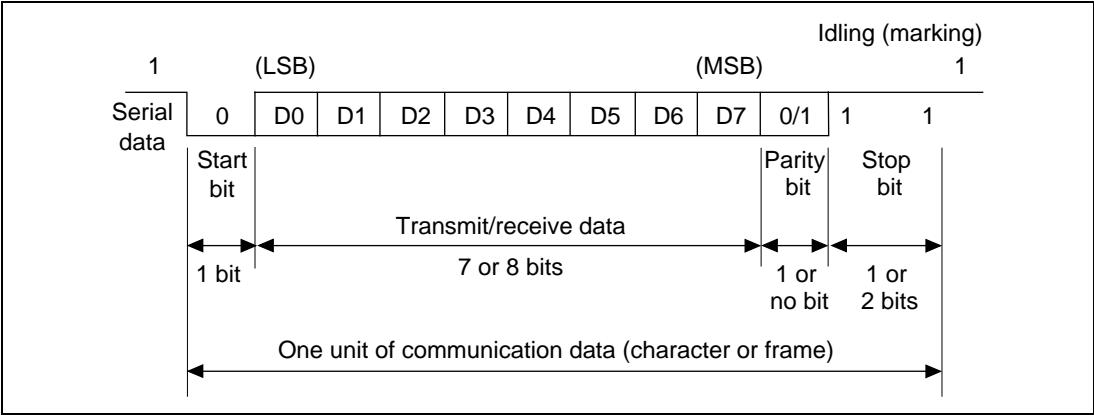 Idling (marking)
1 (LSB) (MSB) 1
Serial
data
0 D0 D1 D2 D3 D4 D5 D6 D7 0/1 1 1
Start
bit
Parity
bit
Stop
bit
Transmit/receive data
1 bit
7 or 8 bits
1 or
no bit
1 or
2 bits
One unit of communication data (character or frame)